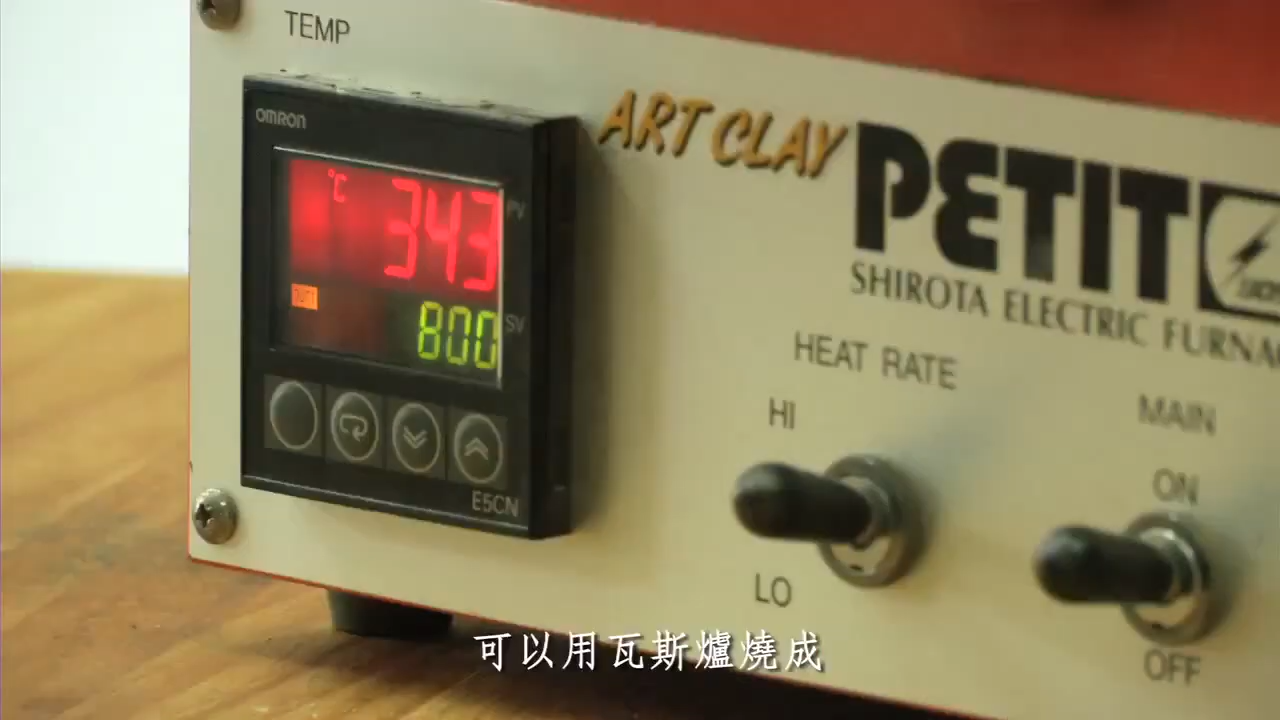 TEMP
OMRON
°C 343 PV
OUT1
800 SV
E5CN
ART CLAY PETIT
SHIROTA ELECTRIC
HEAT RATE
HI
LO
MAIN
ON
OFF
可以用瓦斯爐燒成